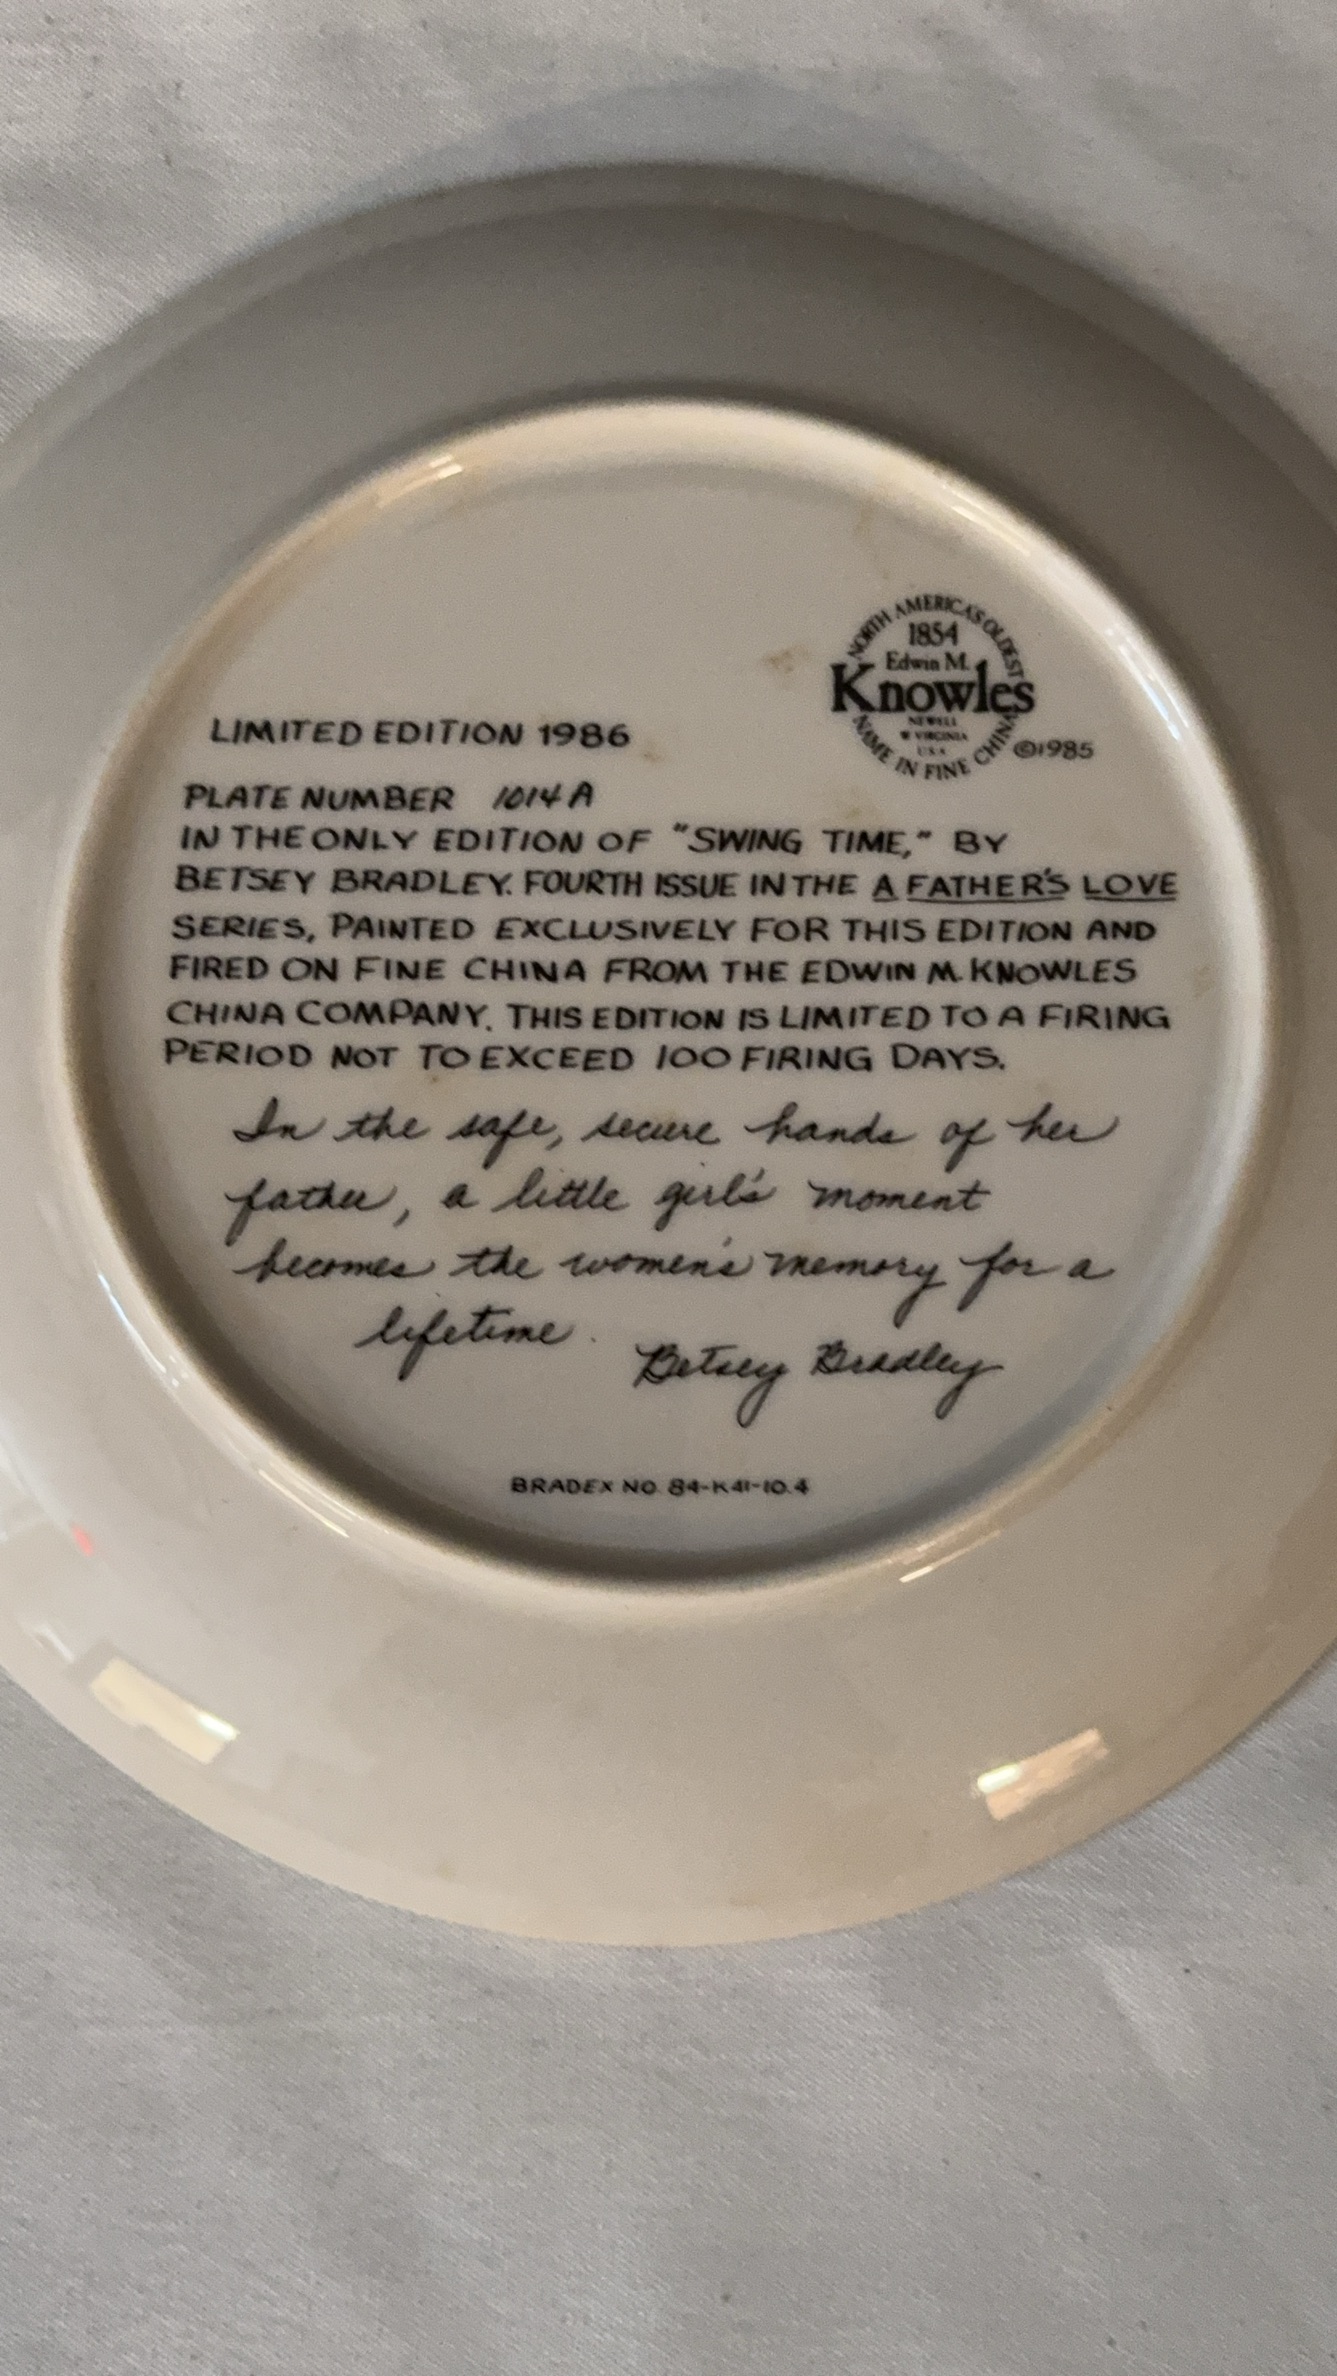 NORTH AMERICA'S OLDEST
1854
Edwin M.
Knowles
NEWELL
W VIRGINIA
U S A
NAME IN FINE CHINA
©1985
LIMITED EDITION 1986
PLATE NUMBER 1014A
IN THE ONLY EDITION OF "SWING TIME," BY
BETSEY BRADLEY. FOURTH ISSUE IN THE A FATHER'S LOVE
SERIES, PAINTED EXCLUSIVELY FOR THIS EDITION AND
FIRED ON FINE CHINA FROM THE EDWIN M. KNOWLES
CHINA COMPANY. THIS EDITION IS LIMITED TO A FIRING
PERIOD NOT TO EXCEED 100 FIRING DAYS.
In the safe, secure hands of her
father, a little girl's moment
becomes the women's memory for a
lifetime.
Betsey Bradley
BRADEX NO. 84-K41-10.4